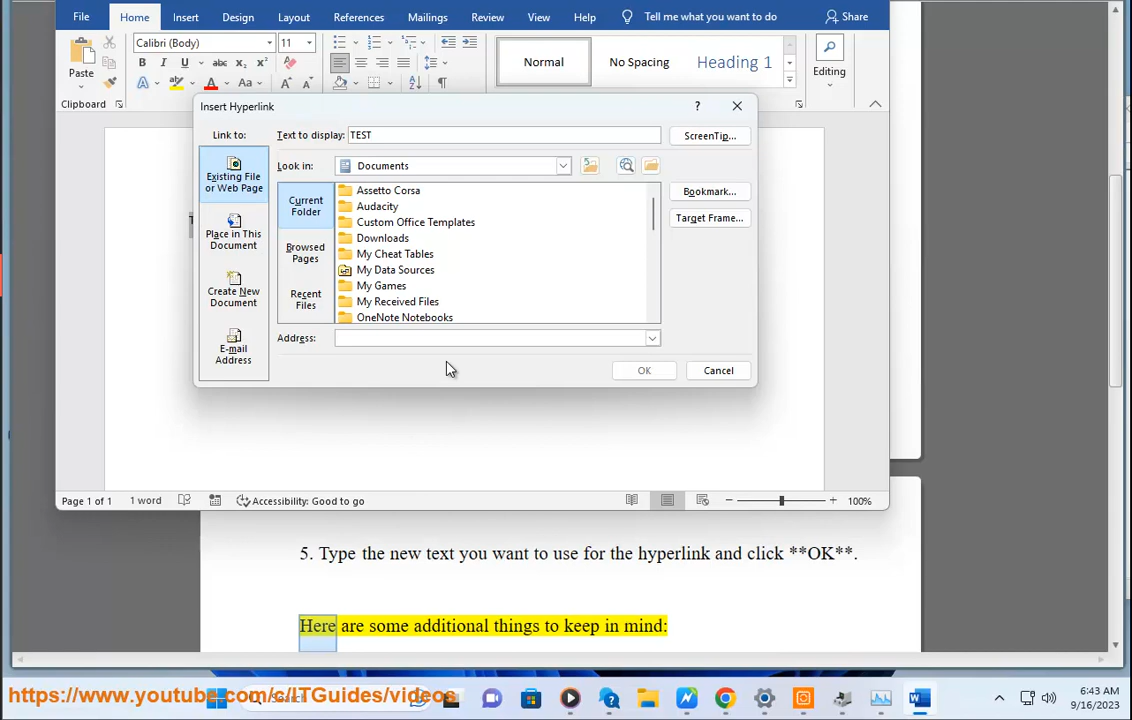 File Home Insert Design Layout References Mailings Review View Help Tell me what you want to do Share
Calibri (Body) 11
Paste
Clipboard
Normal No Spacing Heading 1
Editing
Insert Hyperlink
Link to: Text to display: TEST ScreenTip...
Existing File or Web Page
Look in: Documents
Current Folder
Assetto Corsa
Audacity
Custom Office Templates
Downloads
My Cheat Tables
My Data Sources
My Games
My Received Files
OneNote Notebooks
Bookmark...
Target Frame...
Place in This Document
Browsed Pages
Create New Document
Recent Files
E-mail Address
Address:
OK Cancel
Page 1 of 1 1 word Accessibility: Good to go 100%
5. Type the new text you want to use for the hyperlink and click **OK**.
Here are some additional things to keep in mind:
https://www.youtube.com/c/ITGuides/videos
6:43 AM
9/16/2023